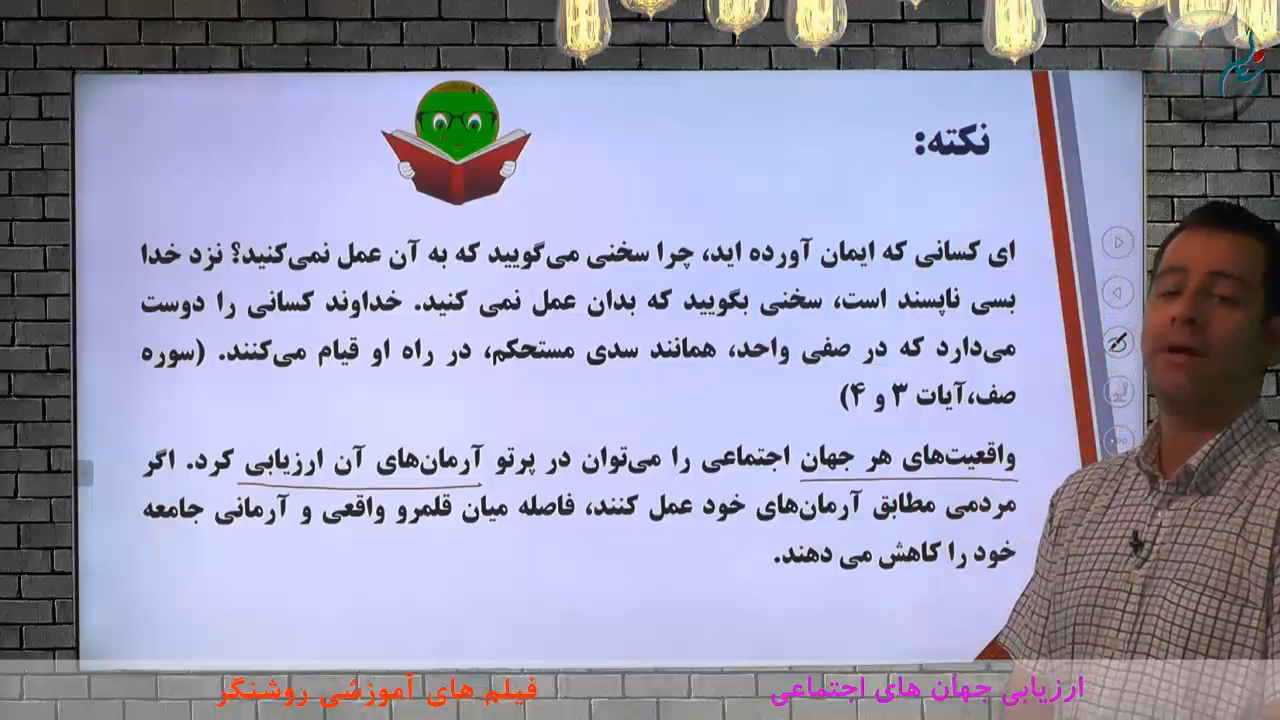 نکته:
ای کسانی که ایمان آورده اید، چرا سخنی می‌گویید که به آن عمل نمی‌کنید؟ نزد خدا
بسی ناپسند است، سخنی بگویید که بدان عمل نمی کنید. خداوند کسانی را دوست
می‌دارد که در صفی واحد، همانند سدی مستحکم، در راه او قیام می‌کنند. (سوره
صف،آیات ۳ و ۴)
واقعیت‌های هر جهان اجتماعی را می‌توان در پرتو آرمان‌های آن ارزیابی کرد. اگر
مردمی مطابق آرمان‌های خود عمل کنند، فاصله میان قلمرو واقعی و آرمانی جامعه
خود را کاهش می دهند.
ارزیابی جهان های اجتماعی
فیلم های آموزشی روشنگر